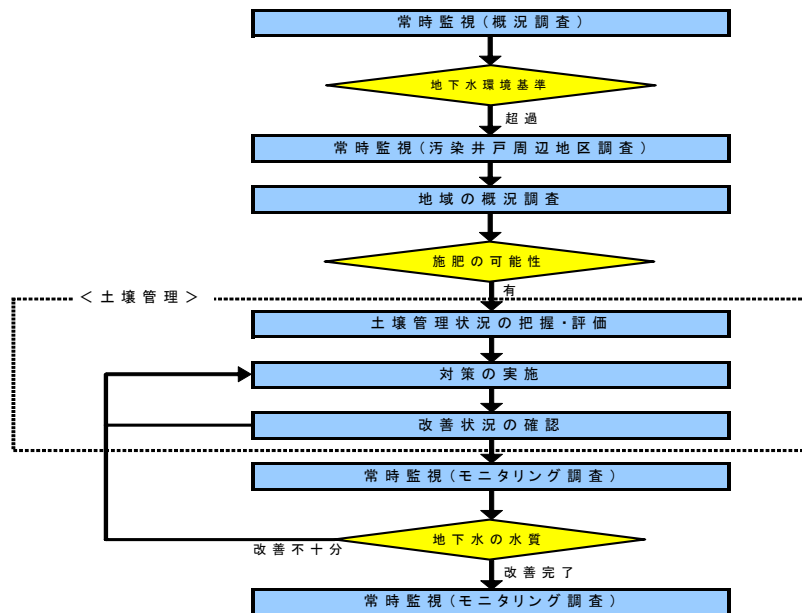 常時監視(概況調査)
地下水環境基準
超過
常時監視(汚染井戸周辺地区調査)
地域の概況調査
施肥の可能性
有
＜土壌管理＞
土壌管理状況の把握・評価
対策の実施
改善状況の確認
常時監視(モニタリング調査)
地下水の水質
改善不十分
改善完了
常時監視(モニタリング調査)